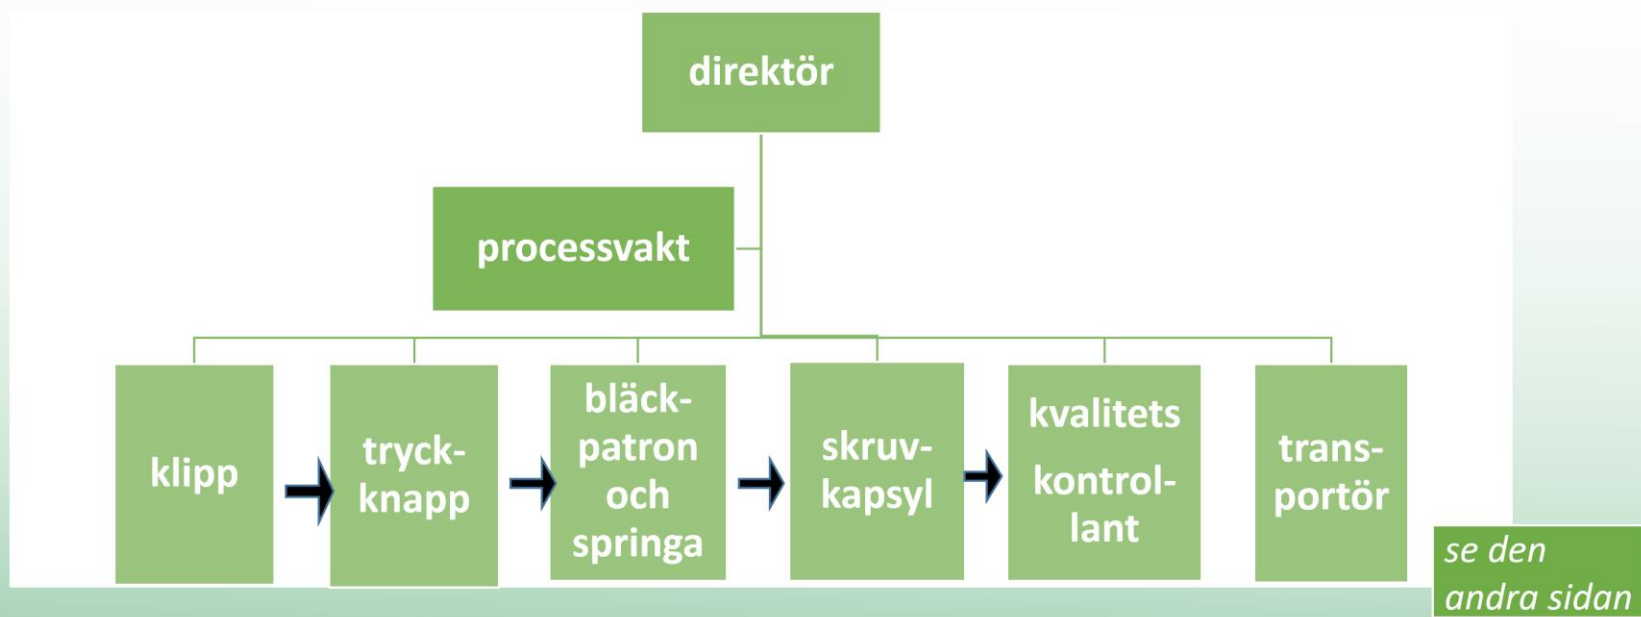 direktör
processvakt
klipp
tryck-
knapp
bläck-
patron
och
springa
skruv-
kapsyl
kvalitets
kontrol-
lant
trans-
portör
se den
andra sidan